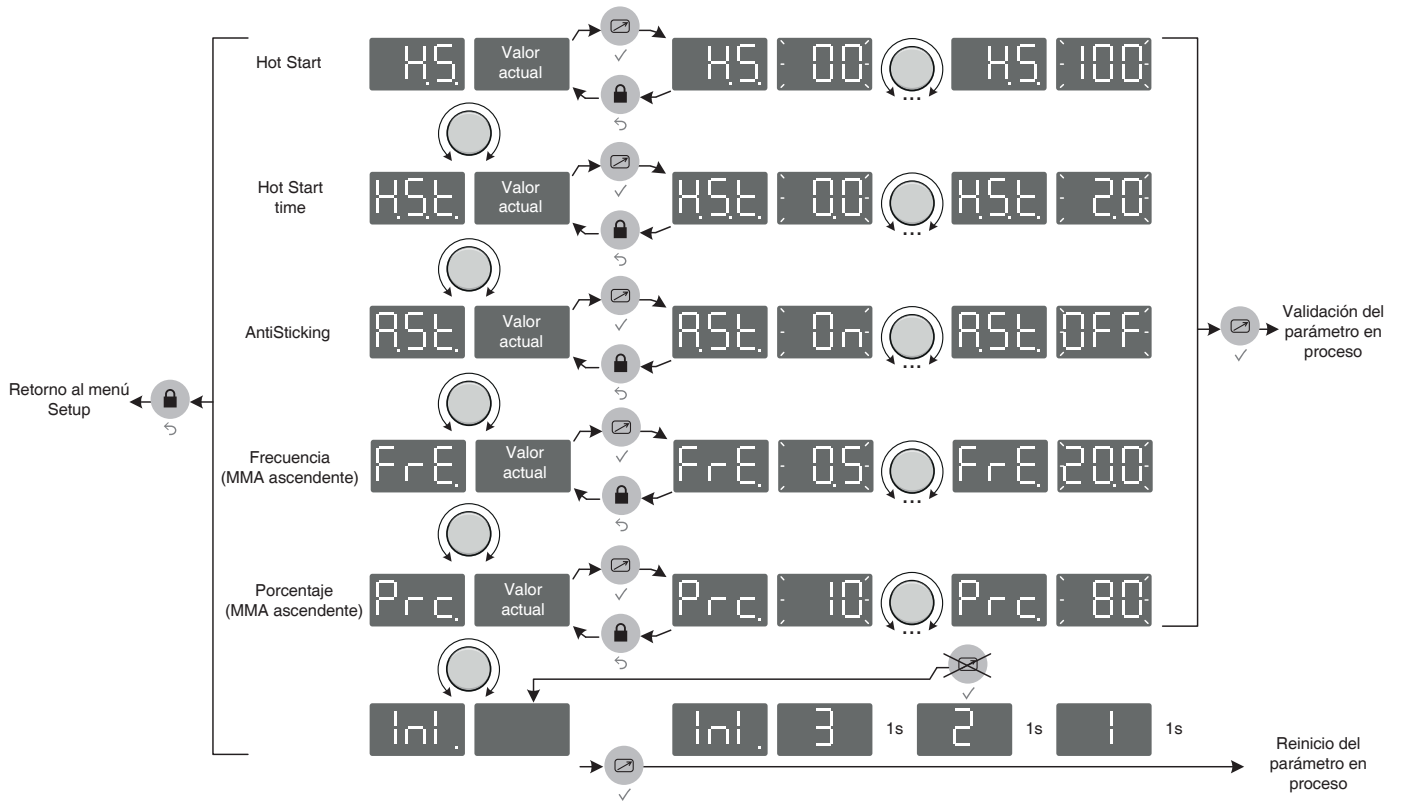 Hot Start
H.S.
Valor
actual
H.S.
00
...
H.S.
100
Hot Start
time
H.S.t.
Valor
actual
H.S.t.
0.0
...
H.S.t.
2.0
AntiSticking
A.S.t.
Valor
actual
A.S.t.
On
...
A.S.t.
OFF
Retorno al menú
Setup
Frecuencia
(MMA ascendente)
FrE.
Valor
actual
FrE.
0.5
...
FrE.
20.0
Porcentaje
(MMA ascendente)
Prc.
Valor
actual
Prc.
10
...
Prc.
80
Validación del
parámetro en
proceso
InI.
InI.
3
1s
2
1s
1
1s
Reinicio del
parámetro en
proceso